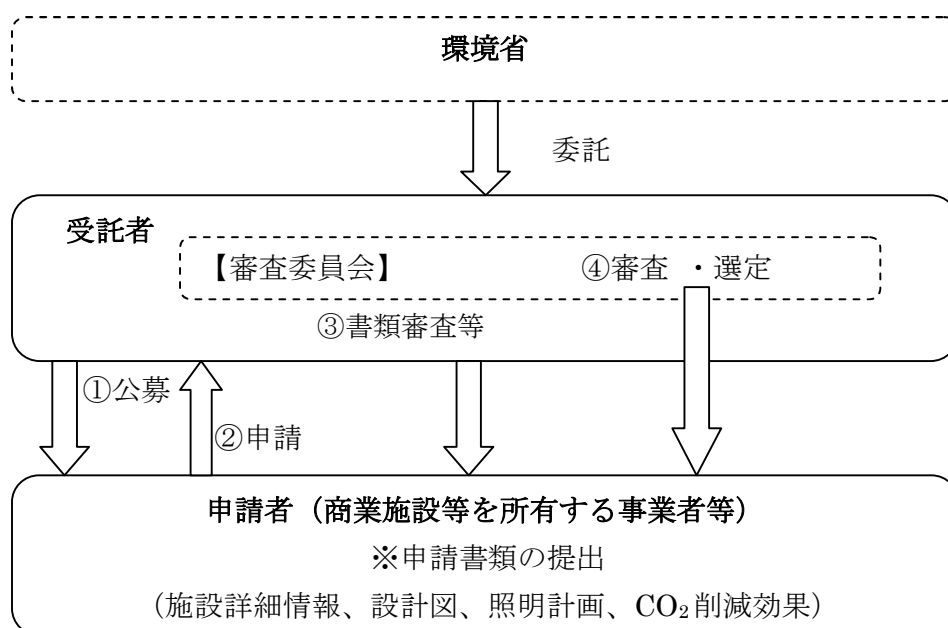 環境省
委託
受託者
【審査委員会】 ④審査 ・選定
③書類審査等
①公募
②申請
申請者（商業施設等を所有する事業者等）
※申請書類の提出
（施設詳細情報、設計図、照明計画、CO₂削減効果）